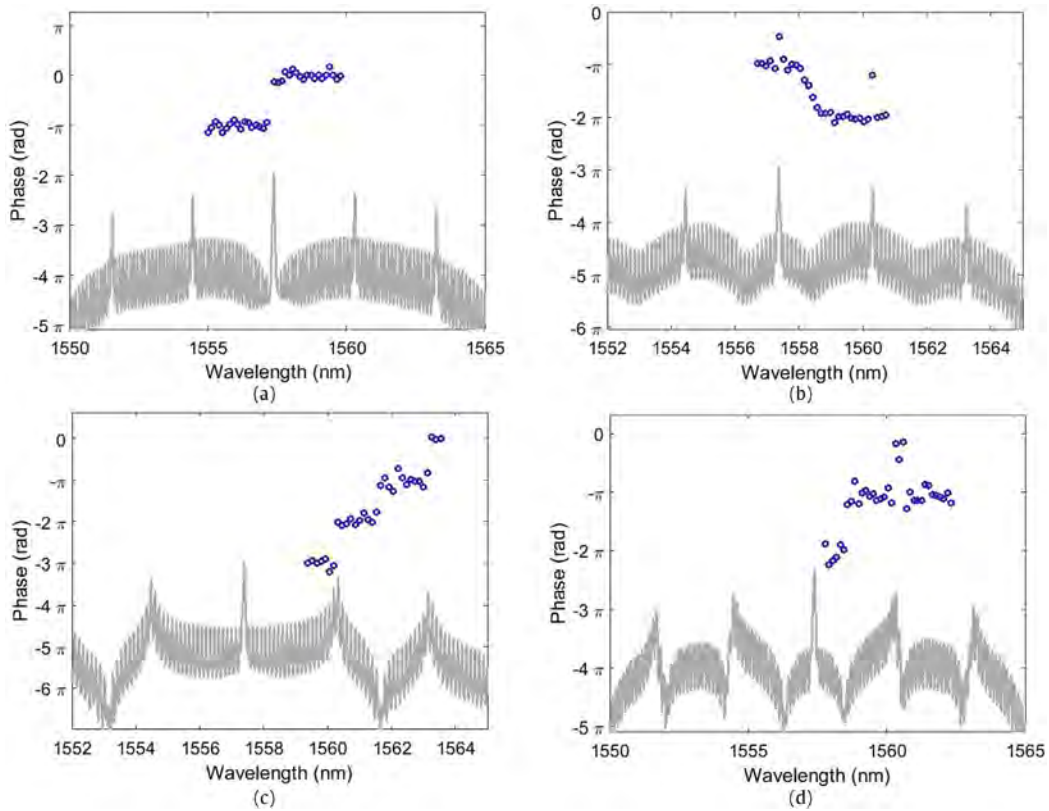 π
0
-π
-2 π
-3 π
-4 π
-5 π
Phase (rad)
1550 1555 1560 1565
Wavelength (nm)
(a)
0
-π
-2 π
-3 π
-4 π
-5 π
-6 π
Phase (rad)
1552 1554 1556 1558 1560 1562 1564
Wavelength (nm)
(b)
0
-π
-2 π
-3 π
-4 π
-5 π
-6 π
Phase (rad)
1552 1554 1556 1558 1560 1562 1564
Wavelength (nm)
(c)
0
-π
-2 π
-3 π
-4 π
-5 π
Phase (rad)
1550 1555 1560 1565
Wavelength (nm)
(d)